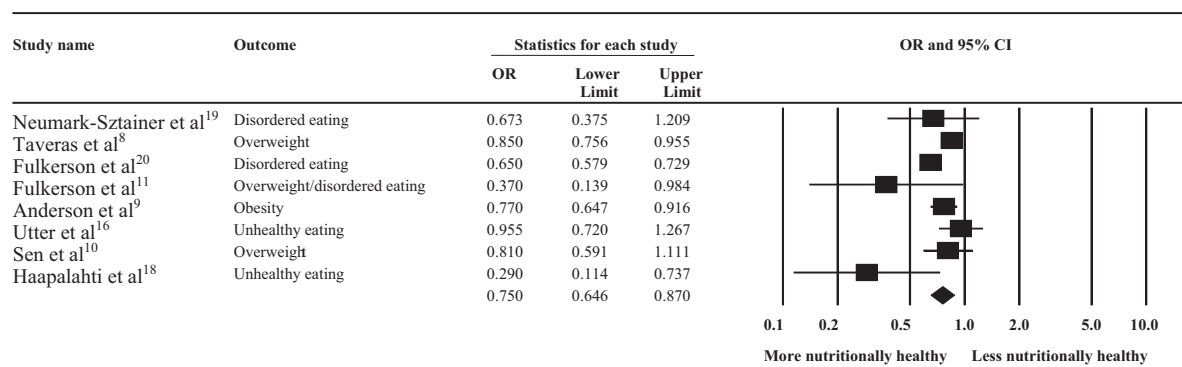 Study name Outcome Statistics for each study OR and 95% CI
OR Lower Limit Upper Limit
Neumark-Sztainer et al19 Disordered eating 0.673 0.375 1.209
Taveras et al8 Overweight 0.850 0.756 0.955
Fulkerson et al20 Disordered eating 0.650 0.579 0.729
Fulkerson et al11 Overweight/disordered eating 0.370 0.139 0.984
Anderson et al9 Obesity 0.770 0.647 0.916
Utter et al16 Unhealthy eating 0.955 0.720 1.267
Sen et al10 Overweight 0.810 0.591 1.111
Haapalahti et al18 Unhealthy eating 0.290 0.114 0.737
0.750 0.646 0.870
0.1 0.2 0.5 1.0 2.0 5.0 10.0
More nutritionally healthy Less nutritionally healthy